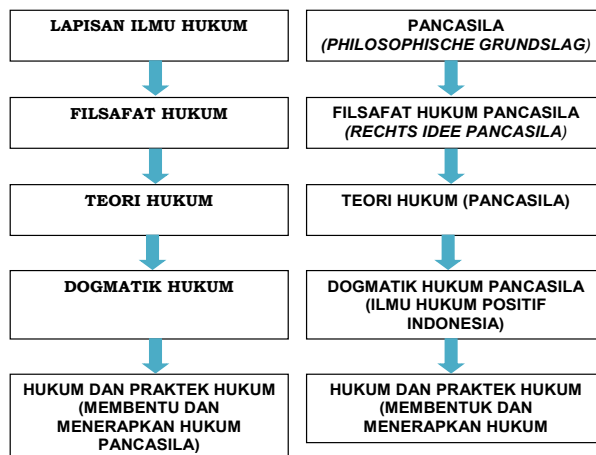 LAPISAN ILMU HUKUM
FILSAFAT HUKUM
TEORI HUKUM
DOGMATIK HUKUM
HUKUM DAN PRAKTEK HUKUM
(MEMBENTU DAN
MENERAPKAN HUKUM
PANCASILA)
PANCASILA
(PHILOSOPHISCHE GRUNDSLAG)
FILSAFAT HUKUM PANCASILA
(RECHTS IDEE PANCASILA)
TEORI HUKUM (PANCASILA)
DOGMATIK HUKUM PANCASILA
(ILMU HUKUM POSITIF
INDONESIA)
HUKUM DAN PRAKTEK HUKUM
(MEMBENTUK DAN
MENERAPKAN HUKUM